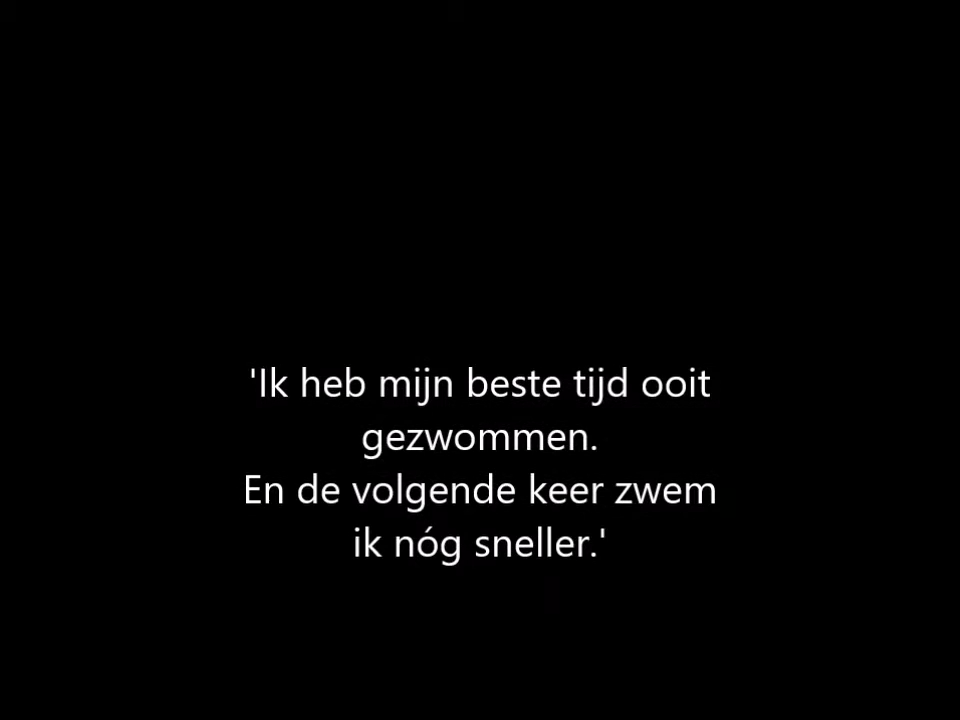 'Ik heb mijn beste tijd ooit
gezwommen.
En de volgende keer zwem
ik nóg sneller.'